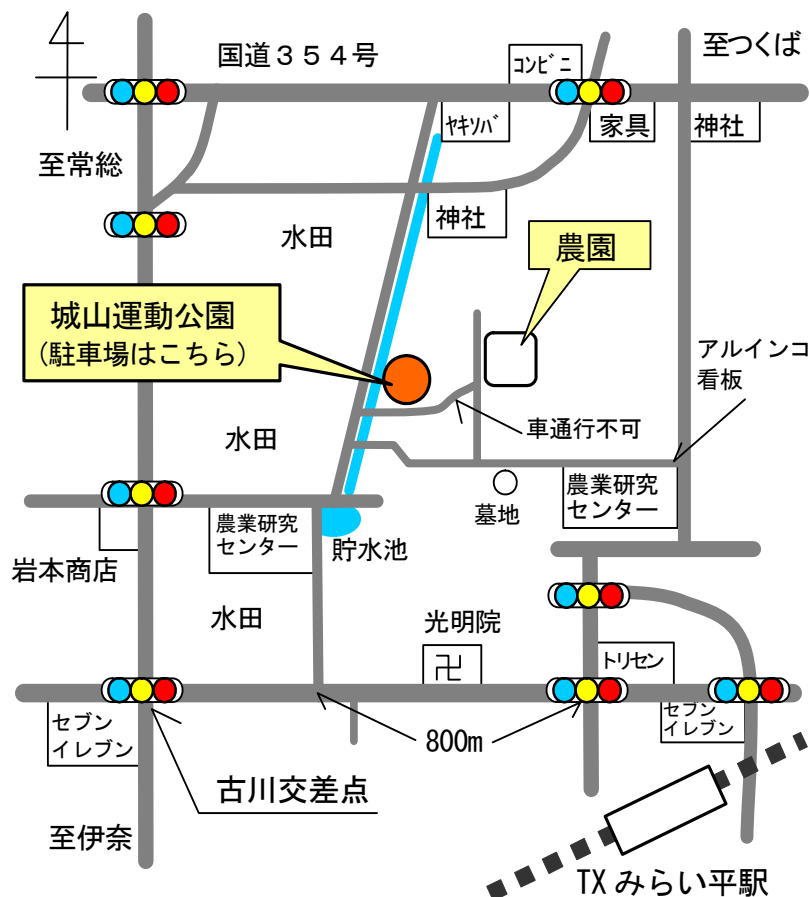 国道３５４号
ｺﾝﾋﾞﾆ
至つくば
ﾔｷｿﾊﾞ
家具
神社
至常総
神社
水田
農園
城山運動公園
(駐車場はこちら)
アルインコ
看板
水田
車通行不可
農業研究
センター
墓地
農業研究
センター
貯水池
岩本商店
水田
光明院
卍
トリセン
セブン
イレブン
セブン
イレブン
800m
古川交差点
至伊奈
TXみらい平駅